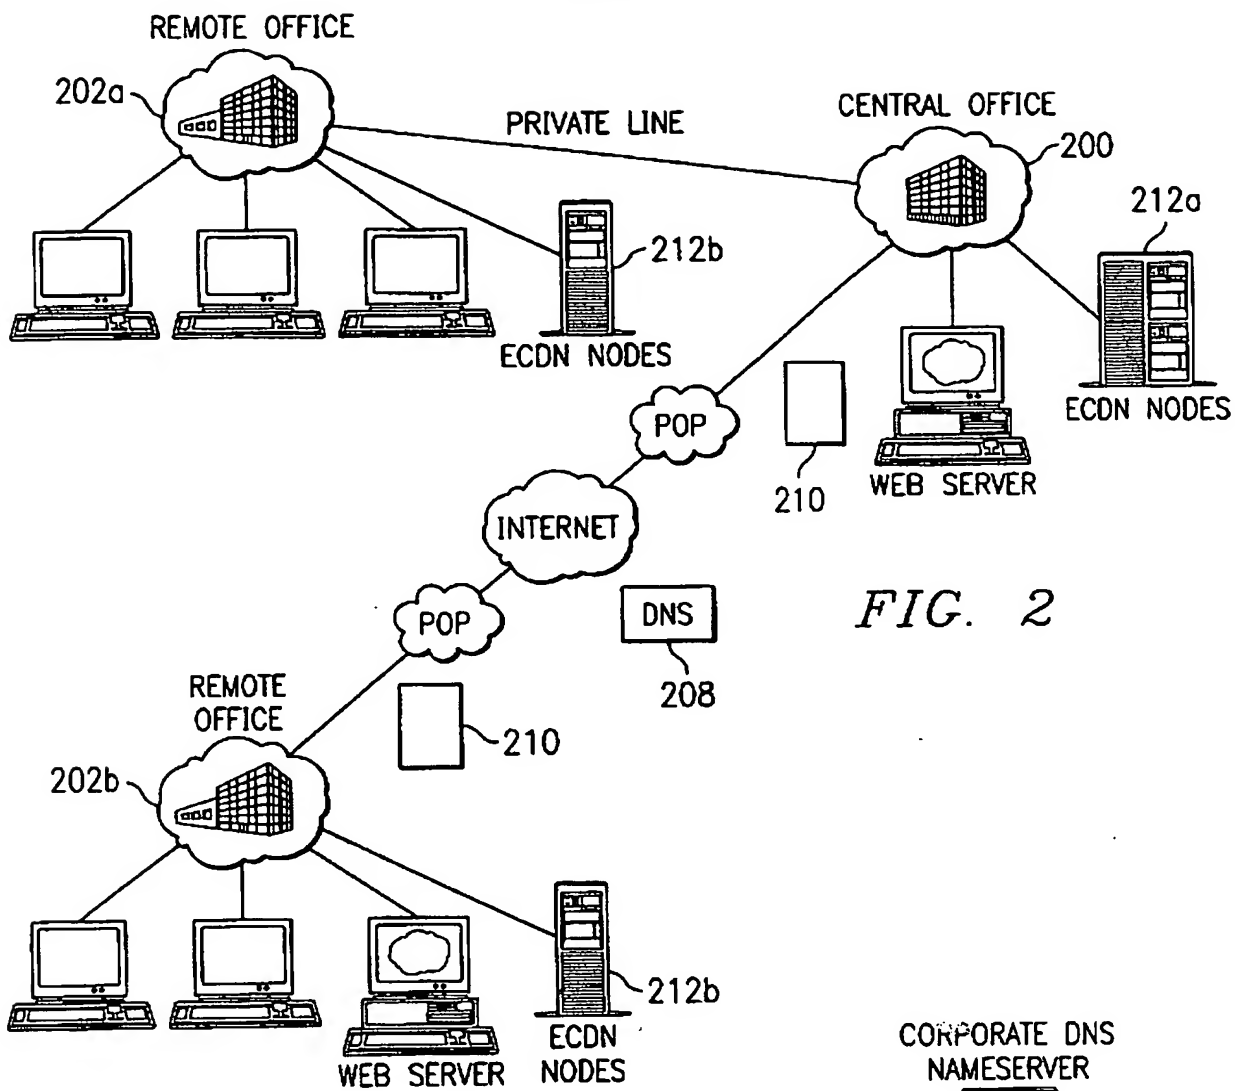 REMOTE OFFICE
202a
PRIVATE LINE
CENTRAL OFFICE
200
212a
212b
ECDN NODES
ECDN NODES
POP
210
WEB SERVER
INTERNET
POP
DNS
208
FIG. 2
REMOTE
OFFICE
210
202b
212b
WEB SERVER
ECDN
NODES
CORPORATE DNS
NAMESERVER